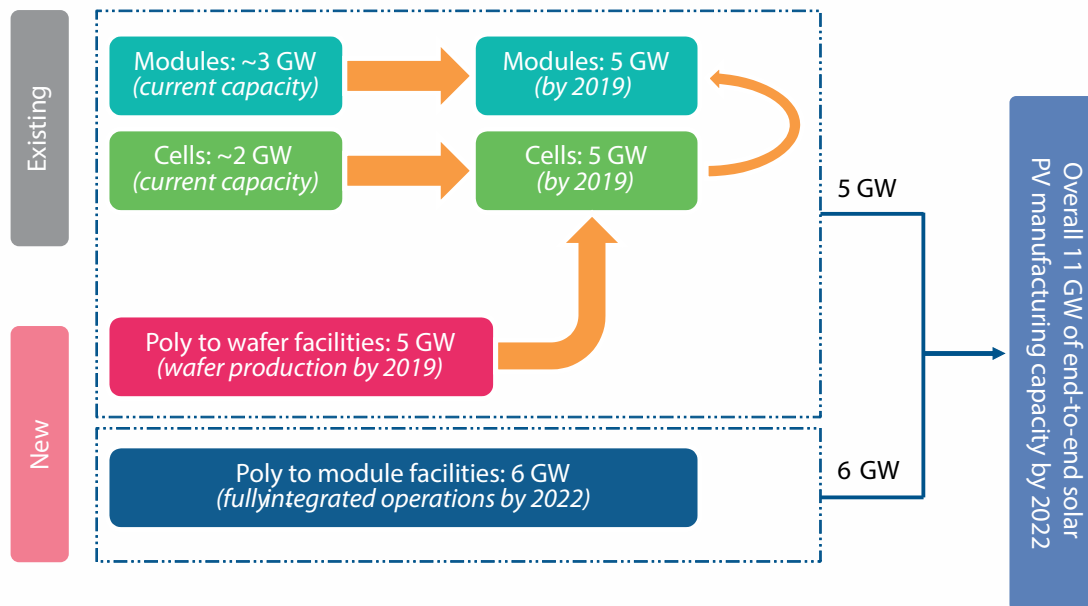 Existing
Modules: ~3 GW
(current capacity)
Modules: 5 GW
(by 2019)
Cells: ~2 GW
(current capacity)
Cells: 5 GW
(by 2019)
5 GW
Overall 11 GW of end-to-end solar
PV manufacturing capacity by 2022
New
Poly to wafer facilities: 5 GW
(wafer production by 2019)
Poly to module facilities: 6 GW
(fullyintegrated operations by 2022)
6 GW